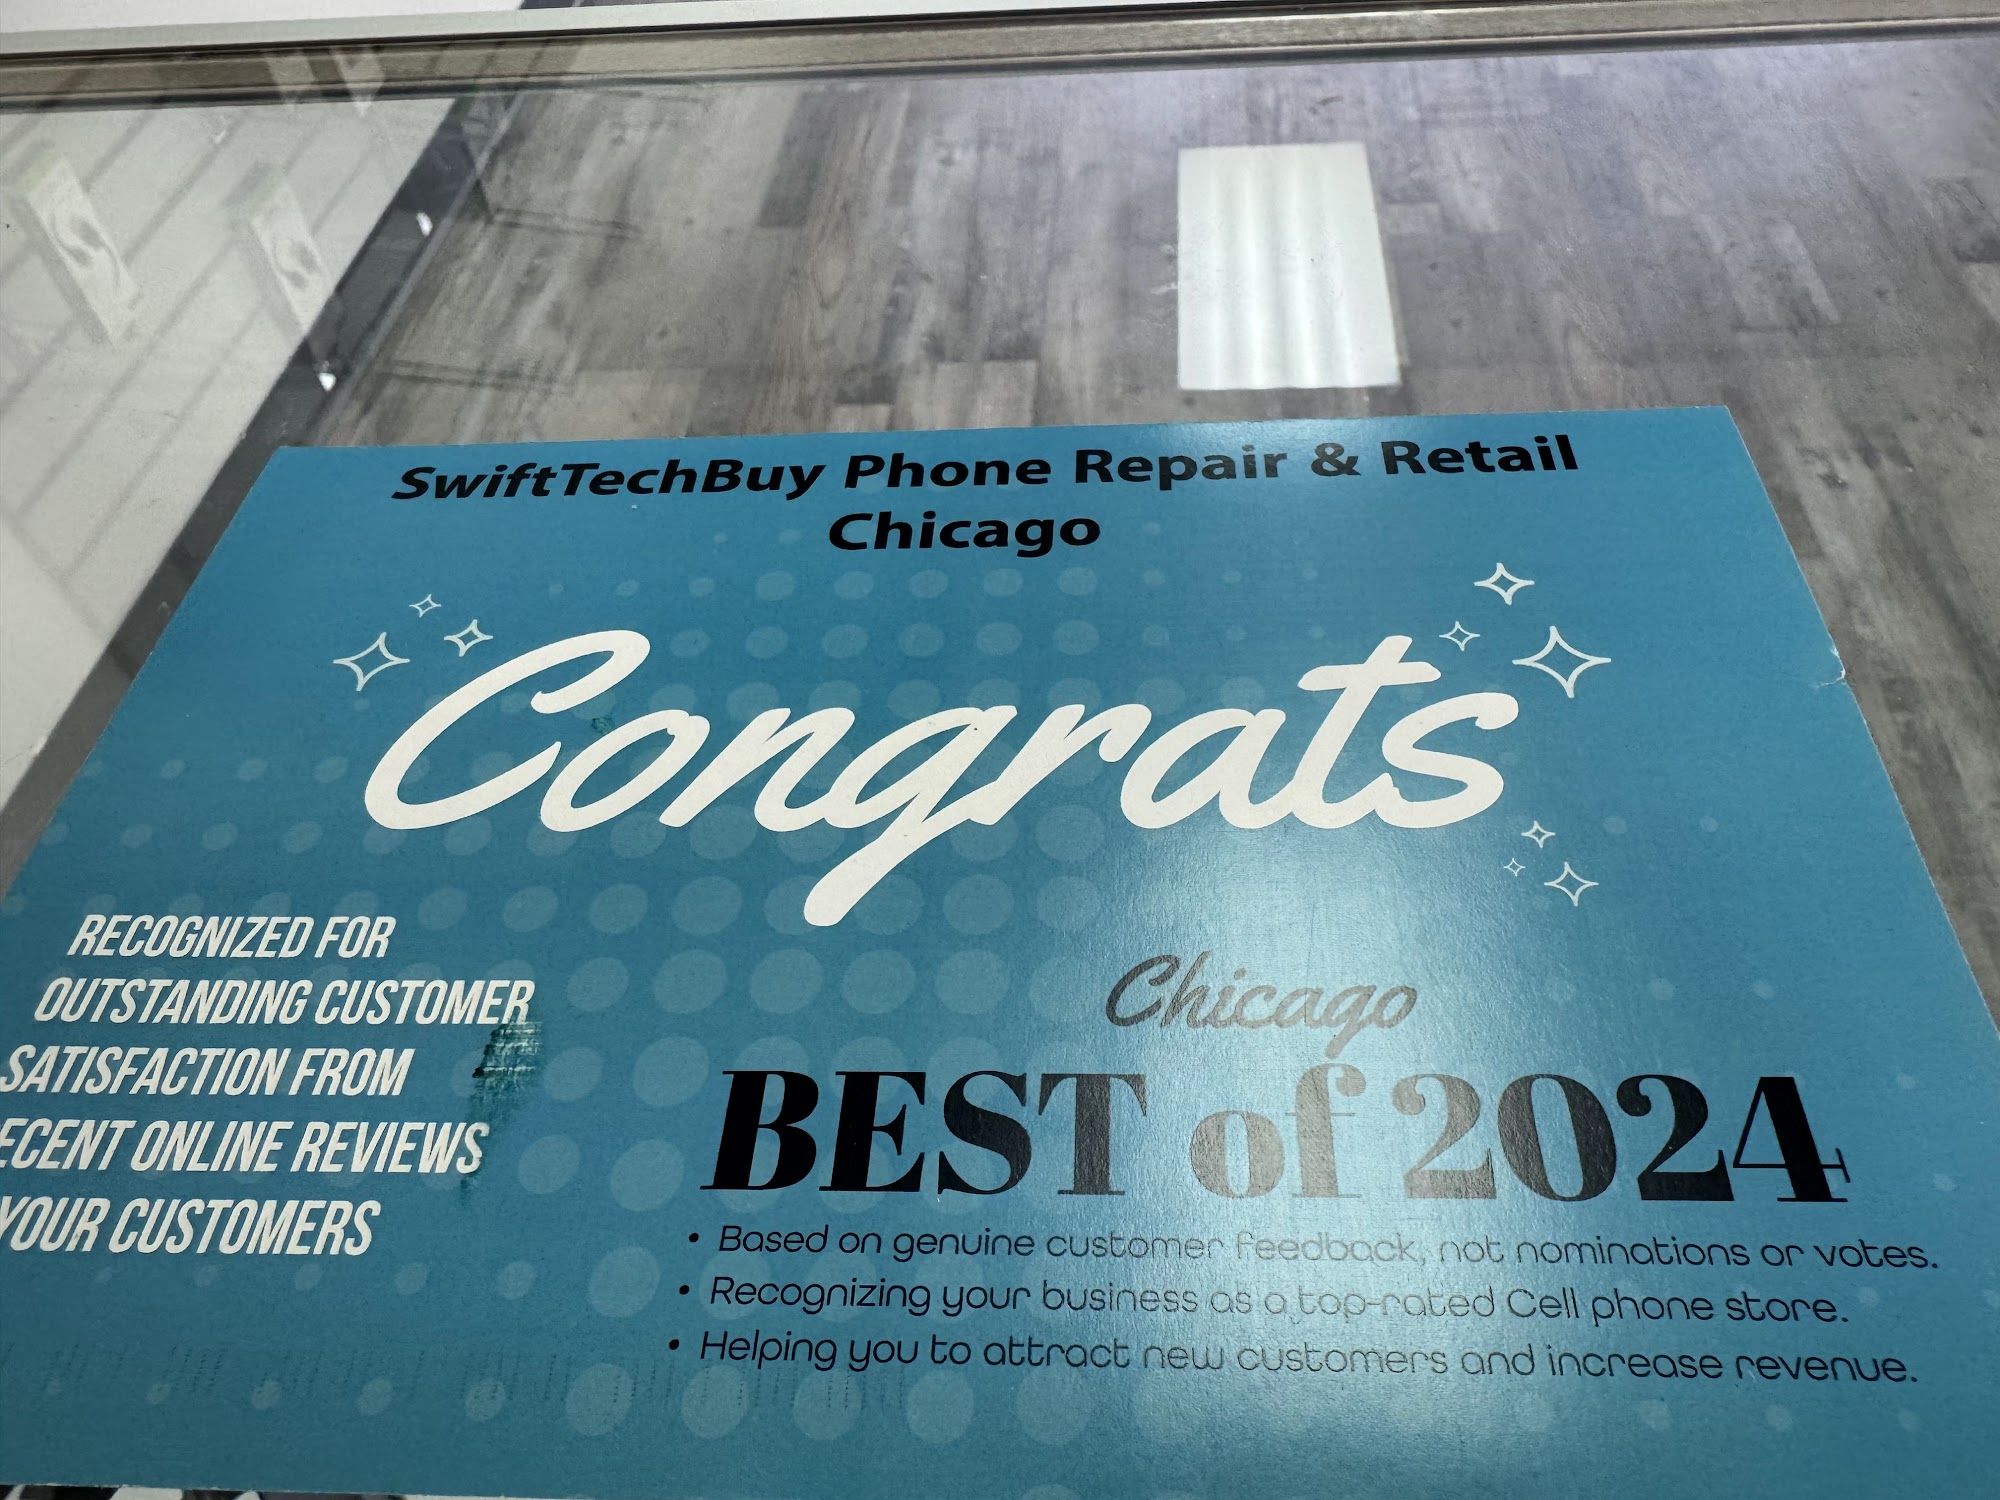 SwiftTechBuy Phone Repair & Retail
Chicago
Congrats
RECOGNIZED FOR
OUTSTANDING CUSTOMER
SATISFACTION FROM
ECENT ONLINE REVIEWS
YOUR CUSTOMERS
Chicago
BEST of 2024
• Based on genuine customer feedback, not nominations or votes.
• Recognizing your business as a top-rated Cell phone store.
• Helping you to attract new customers and increase revenue.